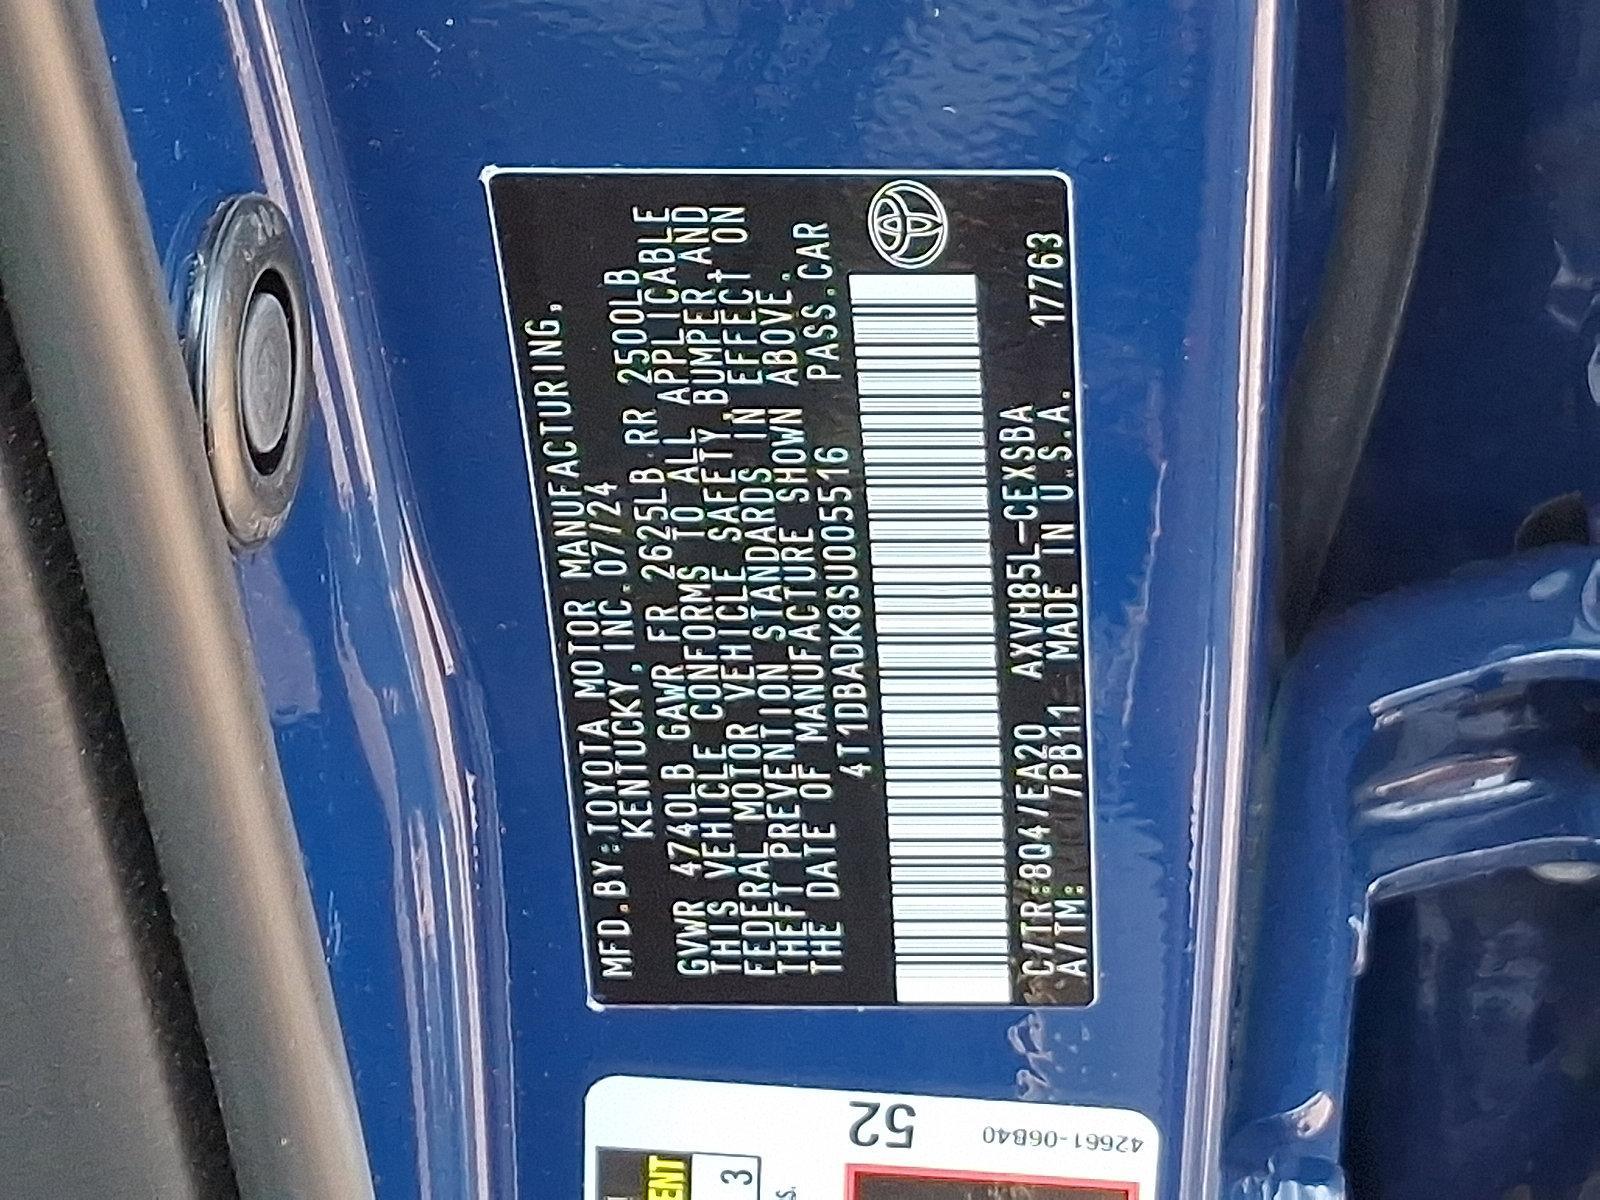 MFD.BY:TOYOTA MOTOR MANUFACTURING,
KENTUCKY, INC. 07/24
GVWR 4740LB GAWR FR 2625LB RR 2500LB
THIS VEHICLE CONFORMS TO ALL APPLICABLE
FEDERAL MOTOR VEHICLE SAFETY, BUMPER, AND
THEFT PREVENTION STANDARDS IN EFFECT ON
THE DATE OF MANUFACTURE SHOWN ABOVE.
4T1DBADK8SU005516 PASS.CAR
C/TR:8Q4/EA20 AXVH85L-CEXSBA
A/TM: /PB11 MADE IN U.S.A. 17763
52
42661-06B40
3